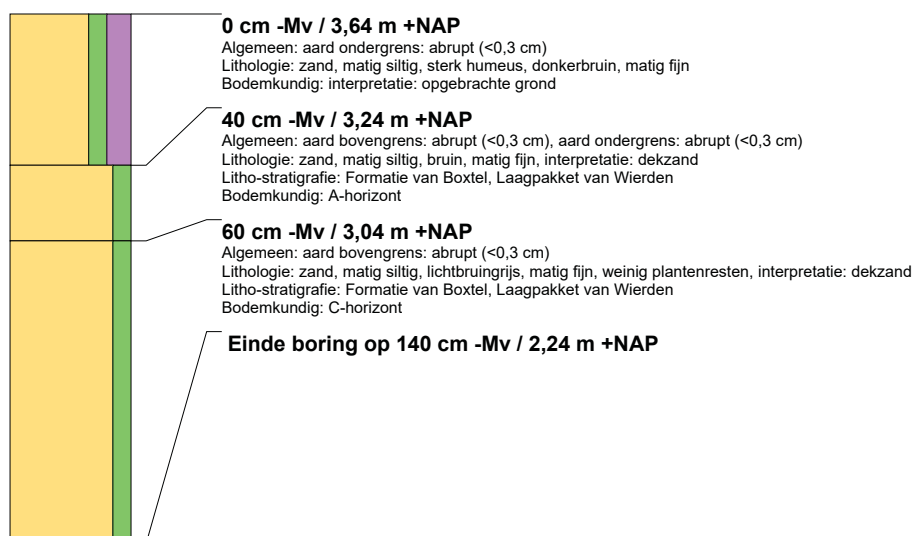 0 cm -Mv / 3,64 m +NAP
Algemeen: aard ondergrens: abrupt (<0,3 cm)
Lithologie: zand, matig siltig, sterk humeus, donkerbruin, matig fijn
Bodemkundig: interpretatie: opgebrachte grond
40 cm -Mv / 3,24 m +NAP
Algemeen: aard bovengrens: abrupt (<0,3 cm), aard ondergrens: abrupt (<0,3 cm)
Lithologie: zand, matig siltig, bruin, matig fijn, interpretatie: dekzand
Litho-stratigrafie: Formatie van Boxtel, Laagpakket van Wierden
Bodemkundig: A-horizont
60 cm -Mv / 3,04 m +NAP
Algemeen: aard bovengrens: abrupt (<0,3 cm)
Lithologie: zand, matig siltig, lichtbruingrijs, matig fijn, weinig plantenresten, interpretatie: dekzand
Litho-stratigrafie: Formatie van Boxtel, Laagpakket van Wierden
Bodemkundig: C-horizont
Einde boring op 140 cm -Mv / 2,24 m +NAP